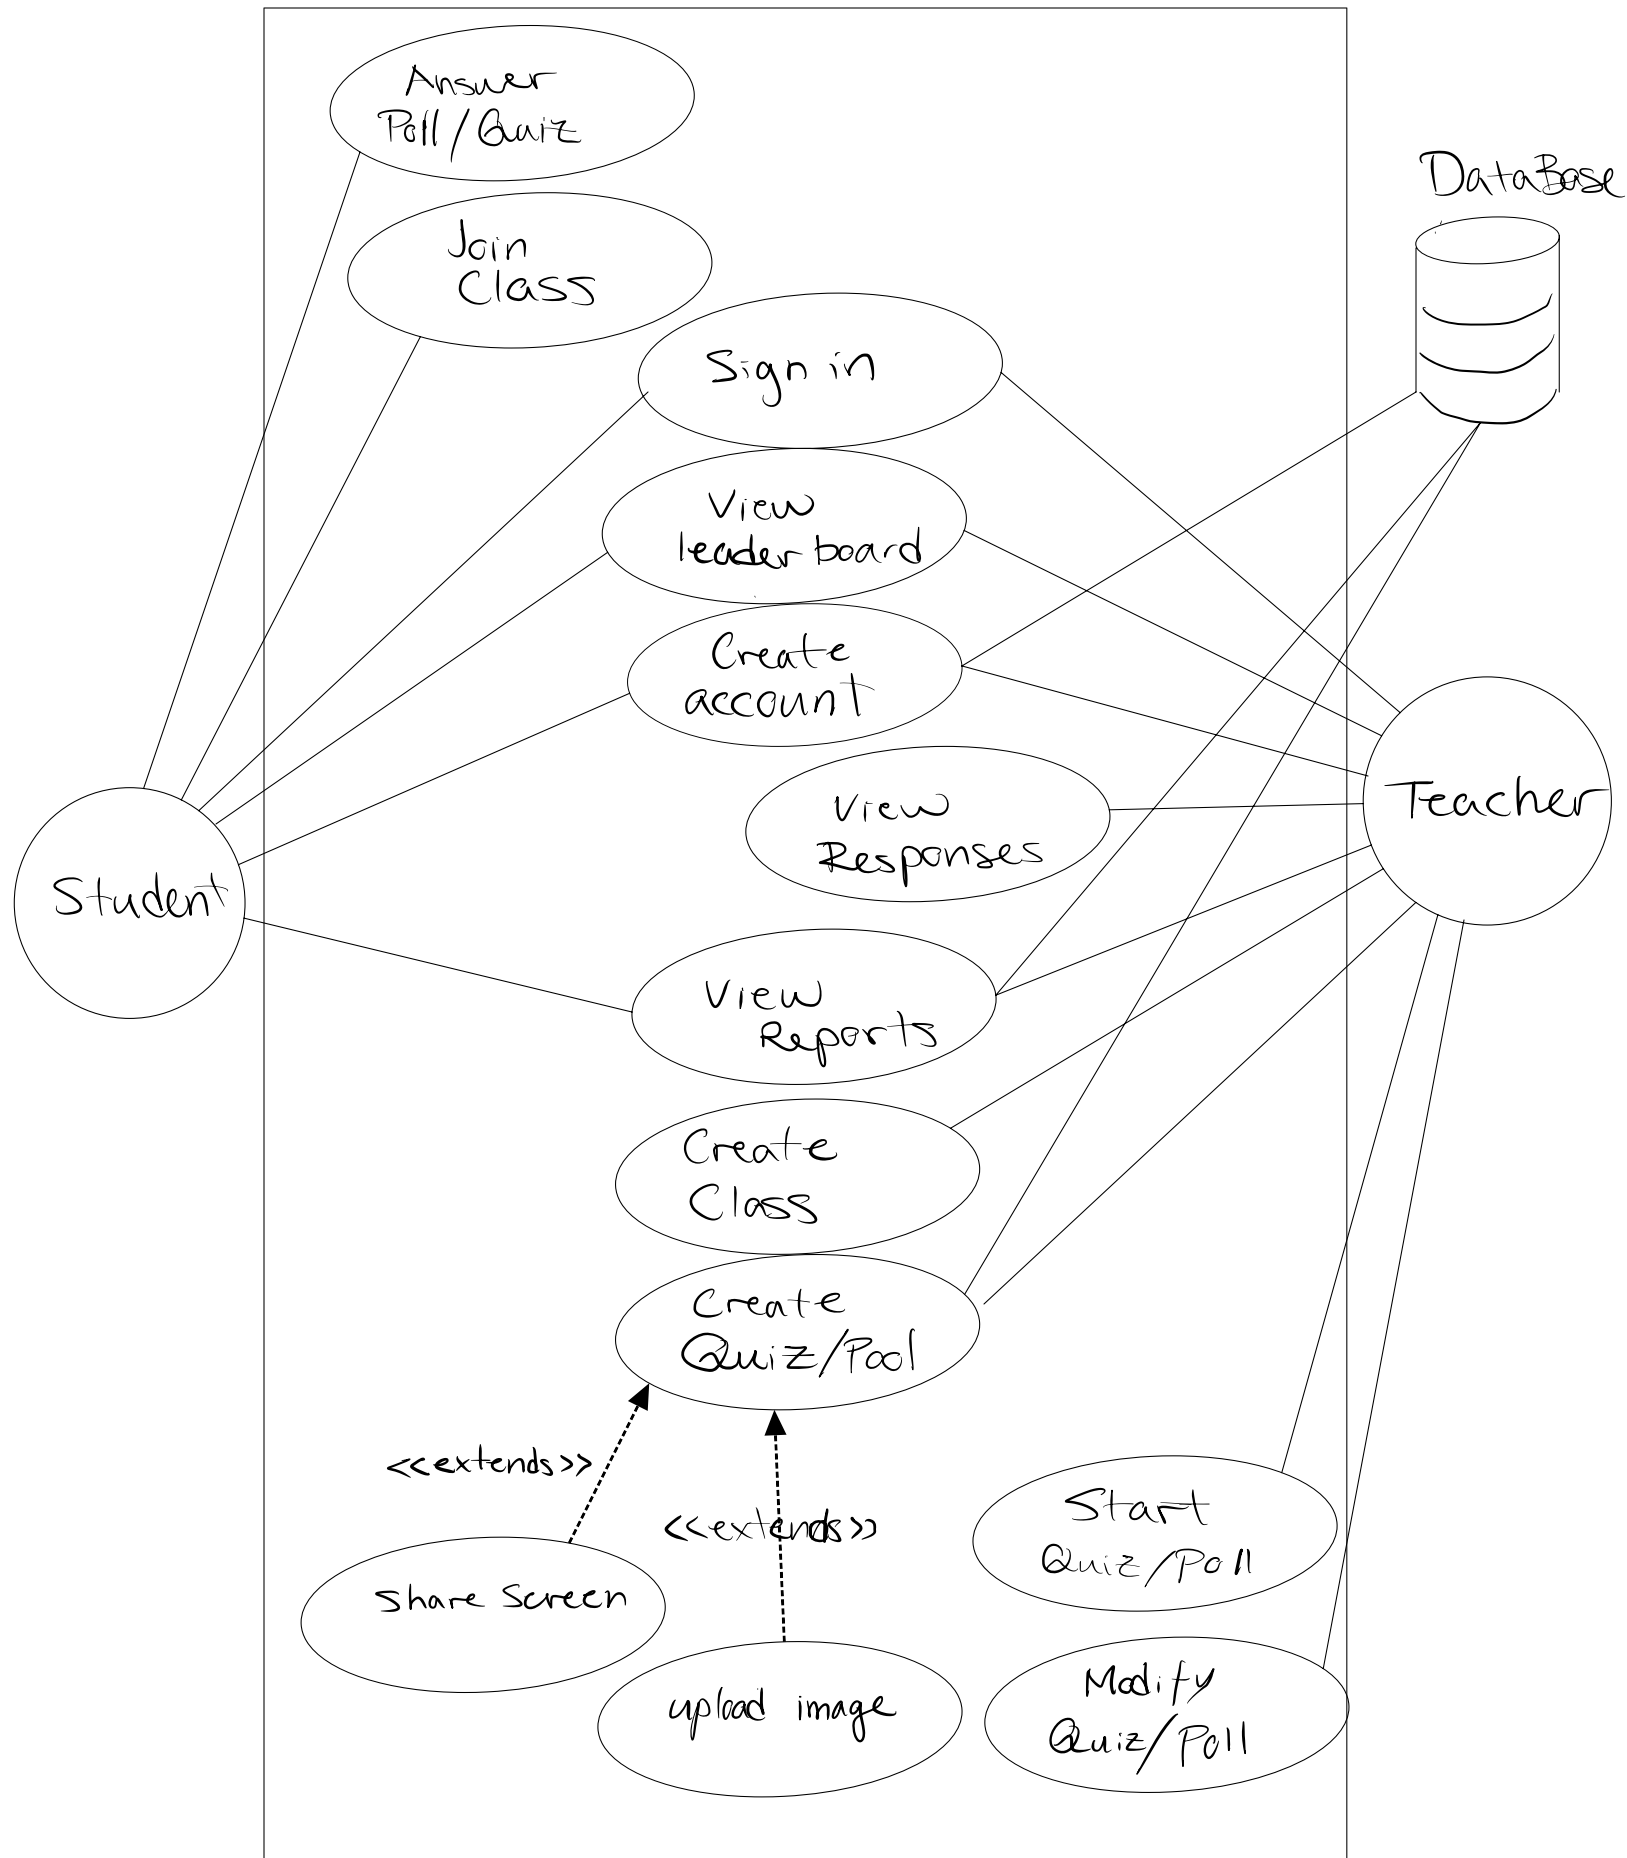 Answer
Poll/Quiz
DataBase
Join
Class
Sign in
View
leader board
Create
account
View
Responses
Teacher
Student
View
Reports
Create
Class
Create
Quiz/Pool
<<extends>>
<<extends>>
Start
Quiz/Poll
share screen
upload image
Modify
Quiz/Poll